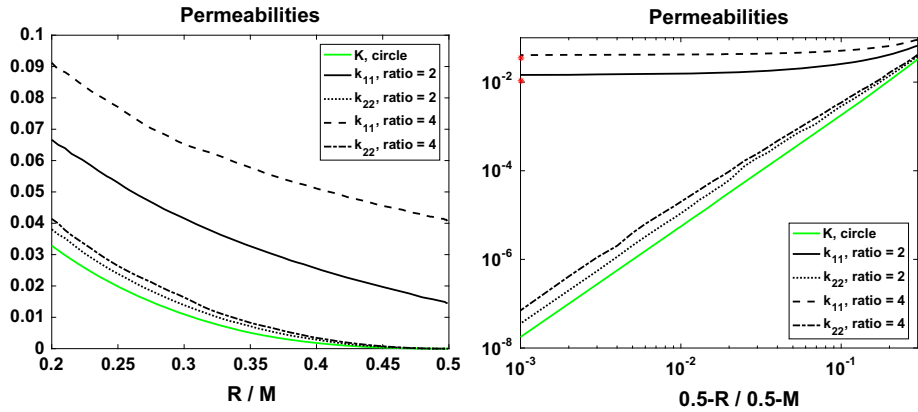 Permeabilities
0.1
0.09
0.08
0.07
0.06
0.05
0.04
0.03
0.02
0.01
0
0.2 0.25 0.3 0.35 0.4 0.45 0.5
R / M
K, circle
k11, ratio = 2
k22, ratio = 2
k11, ratio = 4
k22, ratio = 4
Permeabilities
10-2
10-4
10-6
10-8
10-3 10-2 10-1
0.5-R / 0.5-M
K, circle
k11, ratio = 2
k22, ratio = 2
k11, ratio = 4
k22, ratio = 4